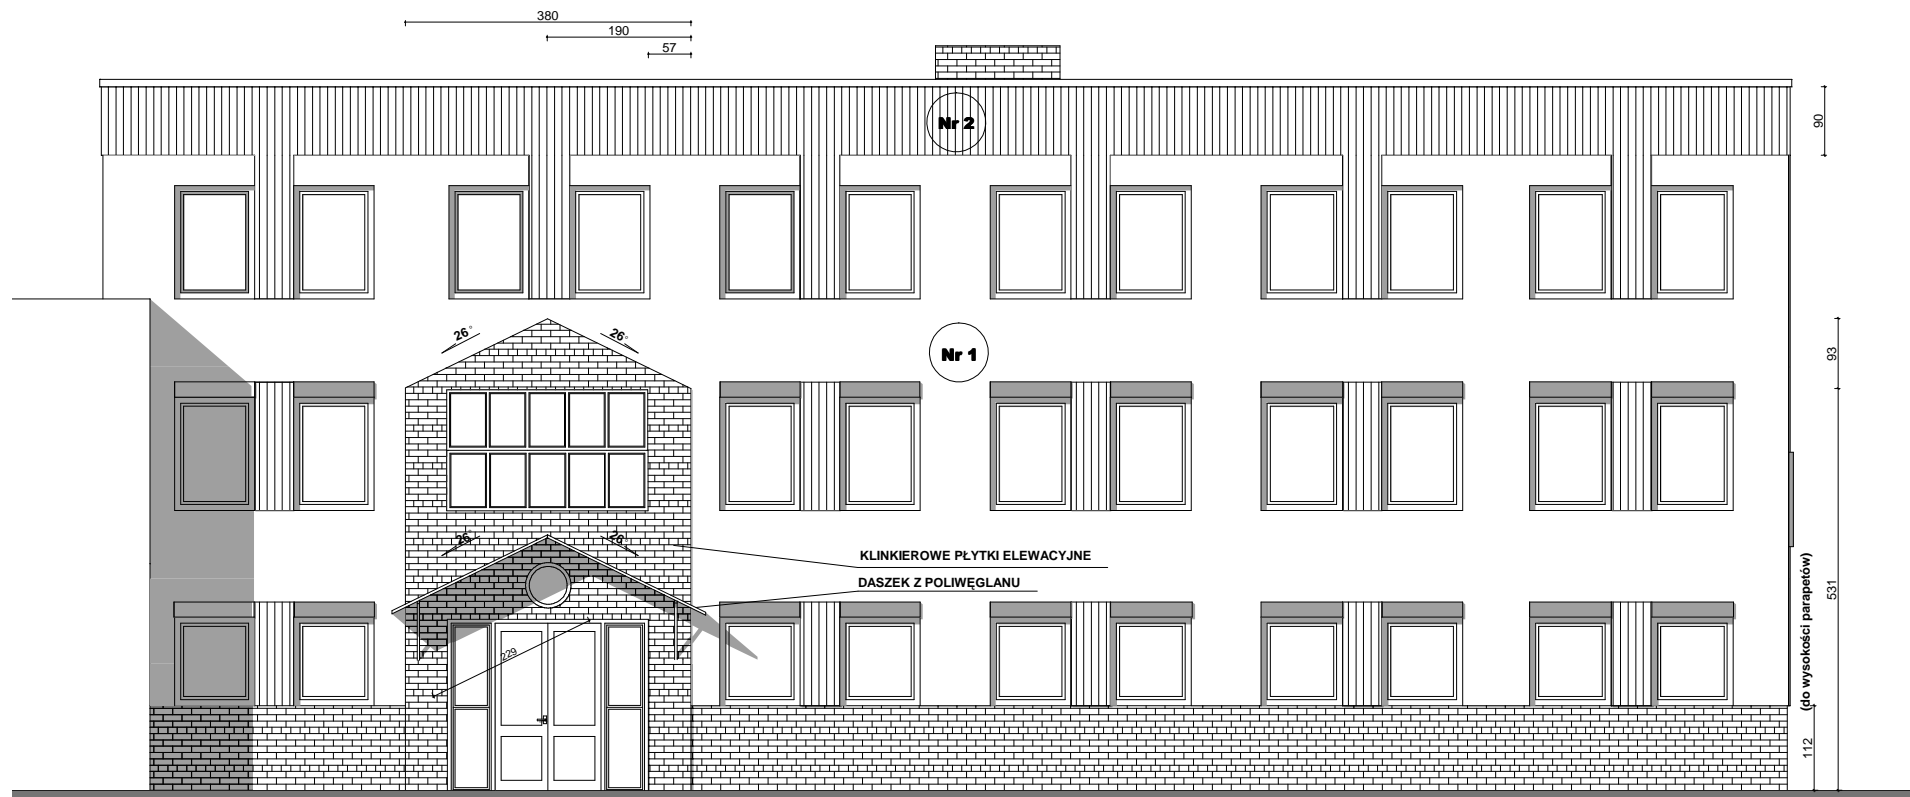 380
190
57
Nr 2
90
26°
26°
Nr 1
93
26°
26°
KLINKIEROWE PŁYTKI ELEWACYJNE
DASZEK Z POLIWĘGLANU
229
531
(do wysokości parapetów)
112